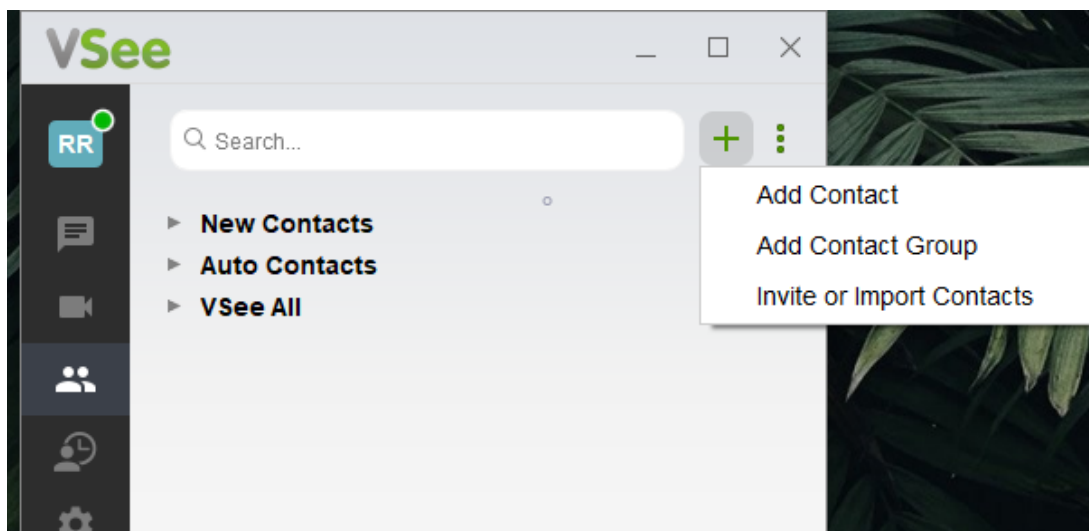 VSee
RR
Search...
New Contacts
Auto Contacts
VSee All
Add Contact
Add Contact Group
Invite or Import Contacts